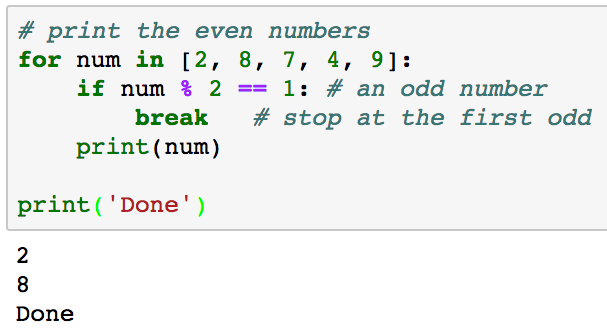 # print the even numbers
for num in [2, 8, 7, 4, 9]:
    if num % 2 == 1: # an odd number
        break   # stop at the first odd
    print(num)

print('Done')
2
8
Done